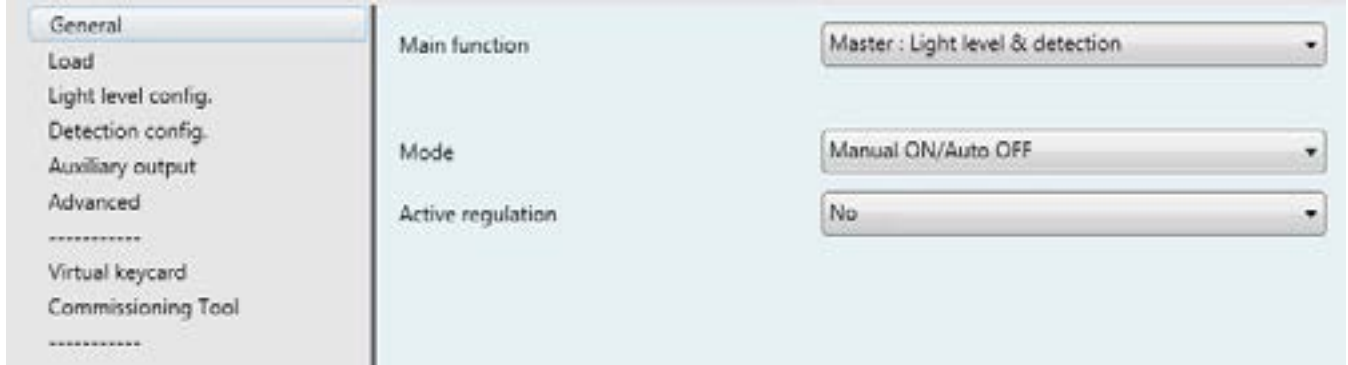 General
Load
Light level config.
Detection config.
Auxiliary output
Advanced
-----------
Virtual keycard
Commissioning Tool
-----------
Main function Master : Light level & detection
Mode Manual ON/Auto OFF
Active regulation No